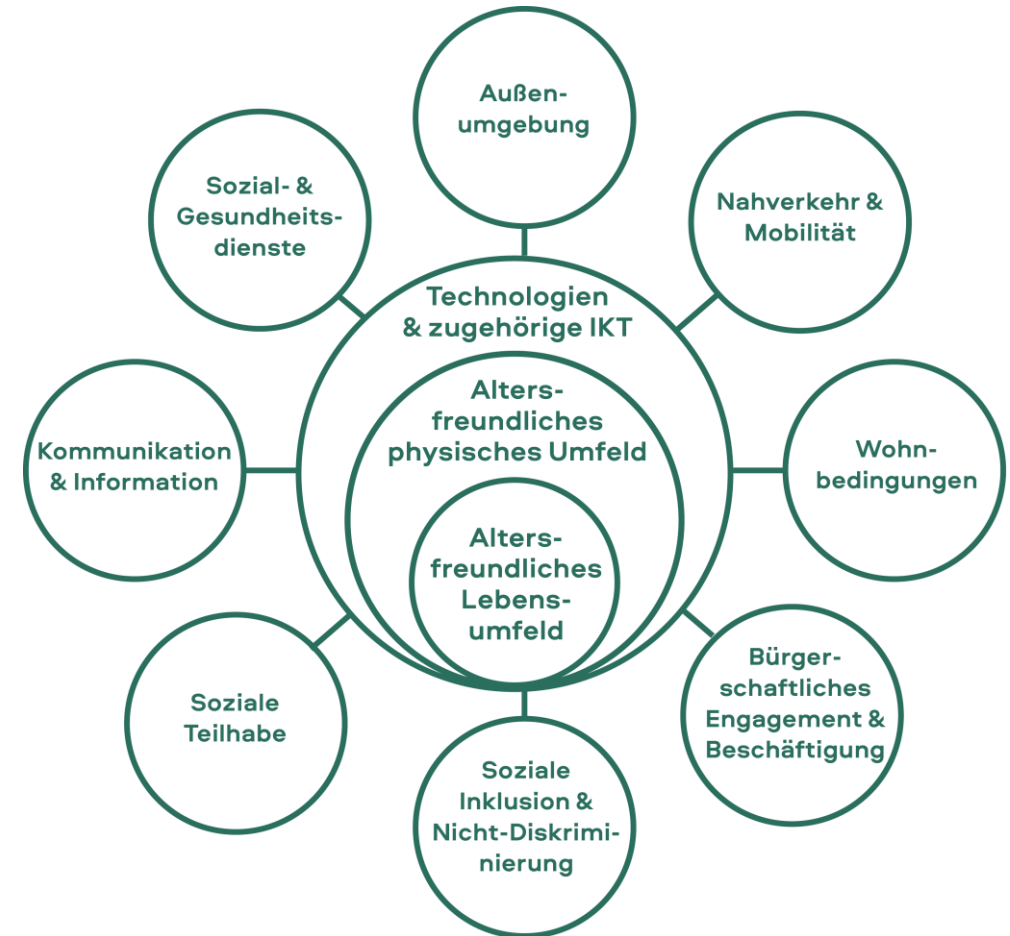 Außen-
umgebung
Sozial- &
Gesundheits-
dienste
Nahverkehr &
Mobilität
Technologien
& zugehörige IKT
Alters-
freundliches
physisches Umfeld
Kommunikation
& Information
Wohn-
bedingungen
Alters-
freundliches
Lebens-
umfeld
Soziale
Teilhabe
Bürger-
schaftliches
Engagement &
Beschäftigung
Soziale
Inklusion &
Nicht-Diskrimi-
nierung